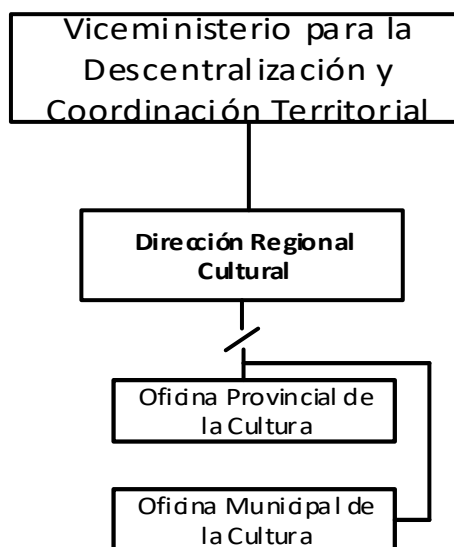 Viceministerio para la
Descentralización y
Coordinación Territorial
Dirección Regional
Cultural
Oficina Provincial de
la Cultura
Oficina Municipal de
la Cultura